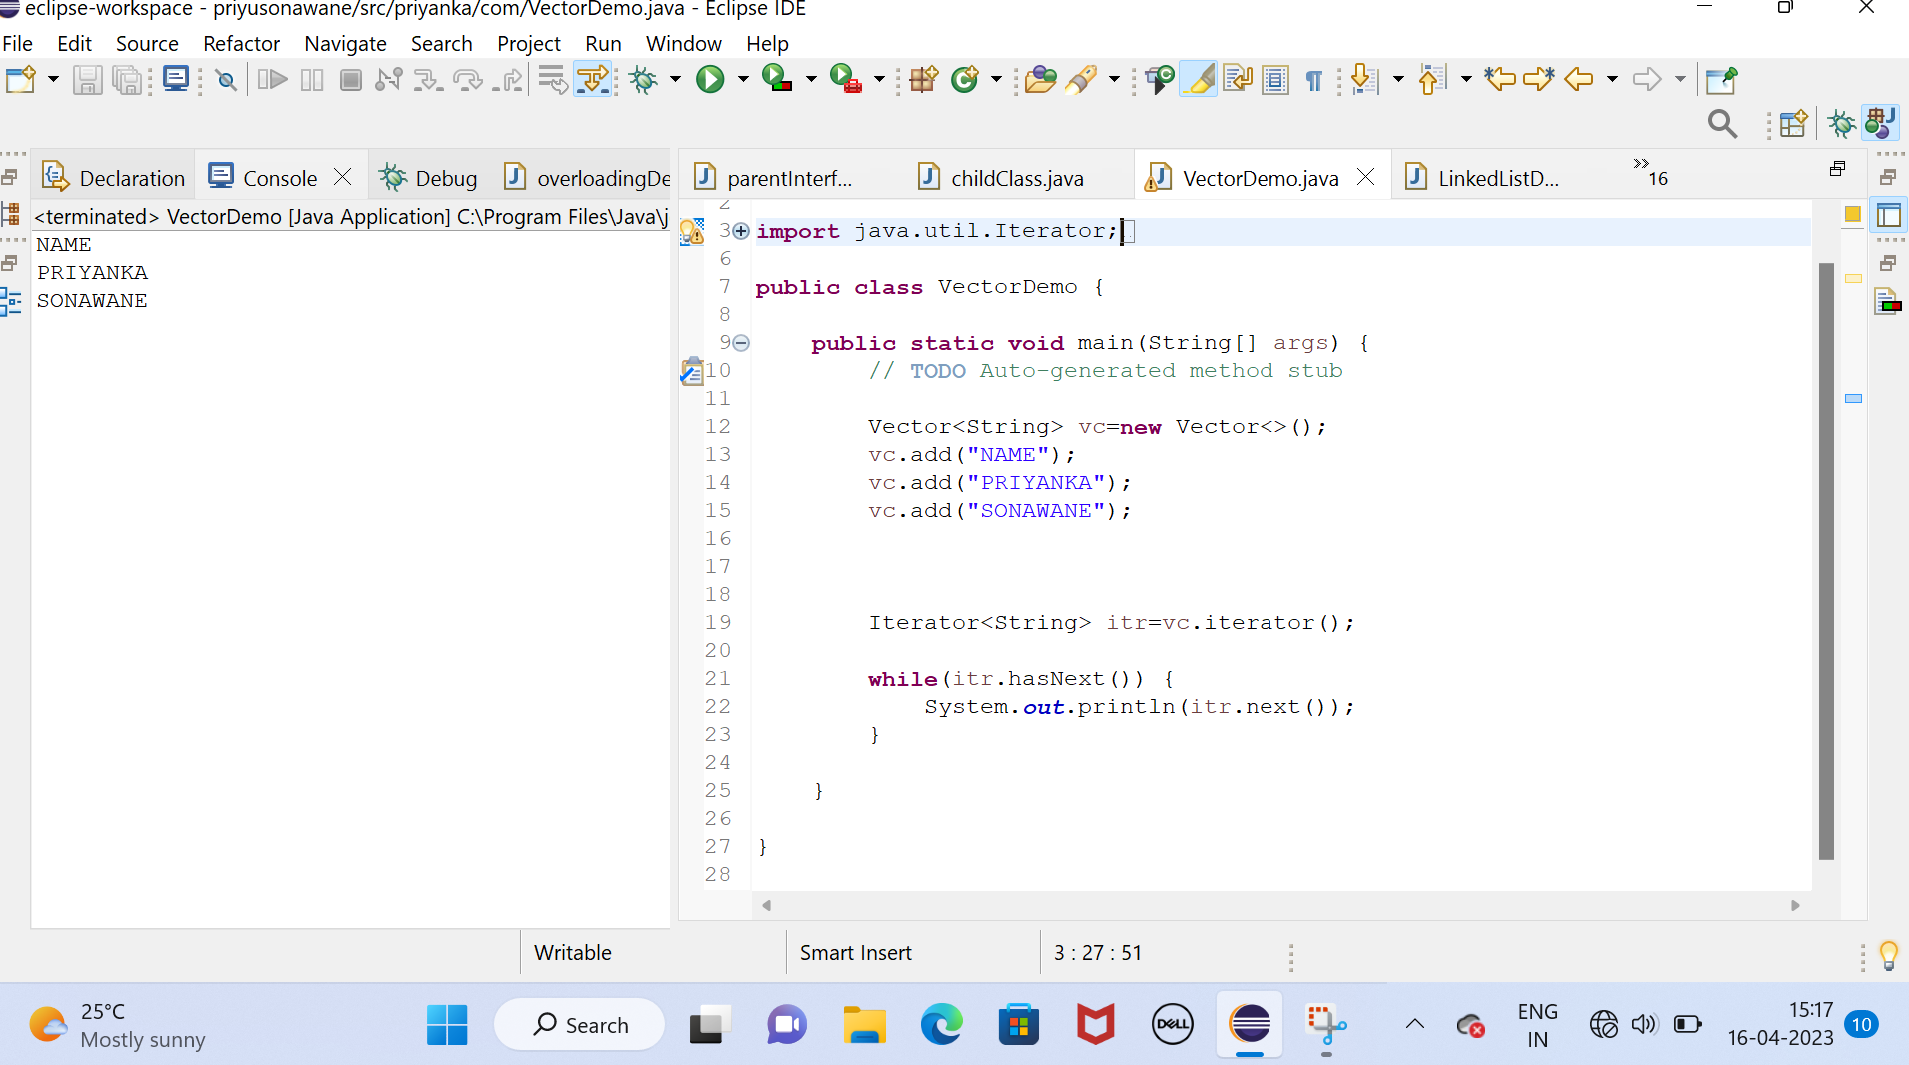 eclipse-workspace - priyusonawane/src/priyanka/com/VectorDemo.java - Eclipse IDE
File Edit Source Refactor Navigate Search Project Run Window Help
Declaration Console Debug overloadingDe
<terminated> VectorDemo [Java Application] C:\Program Files\Java\j
NAME
PRIYANKA
SONAWANE
parentInterf... childClass.java VectorDemo.java LinkedListD... »16
2
3 import java.util.Iterator;
6
7 public class VectorDemo {
8
9 public static void main(String[] args) {
10 // TODO Auto-generated method stub
11
12 Vector<String> vc=new Vector<>();
13 vc.add("NAME");
14 vc.add("PRIYANKA");
15 vc.add("SONAWANE");
16
17
18
19 Iterator<String> itr=vc.iterator();
20
21 while(itr.hasNext()) {
22 System.out.println(itr.next());
23 }
24
25 }
26
27 }
28
Writable Smart Insert 3 : 27 : 51
25°C
Mostly sunny
Search
DELL
ENG
IN
15:17
16-04-2023
10